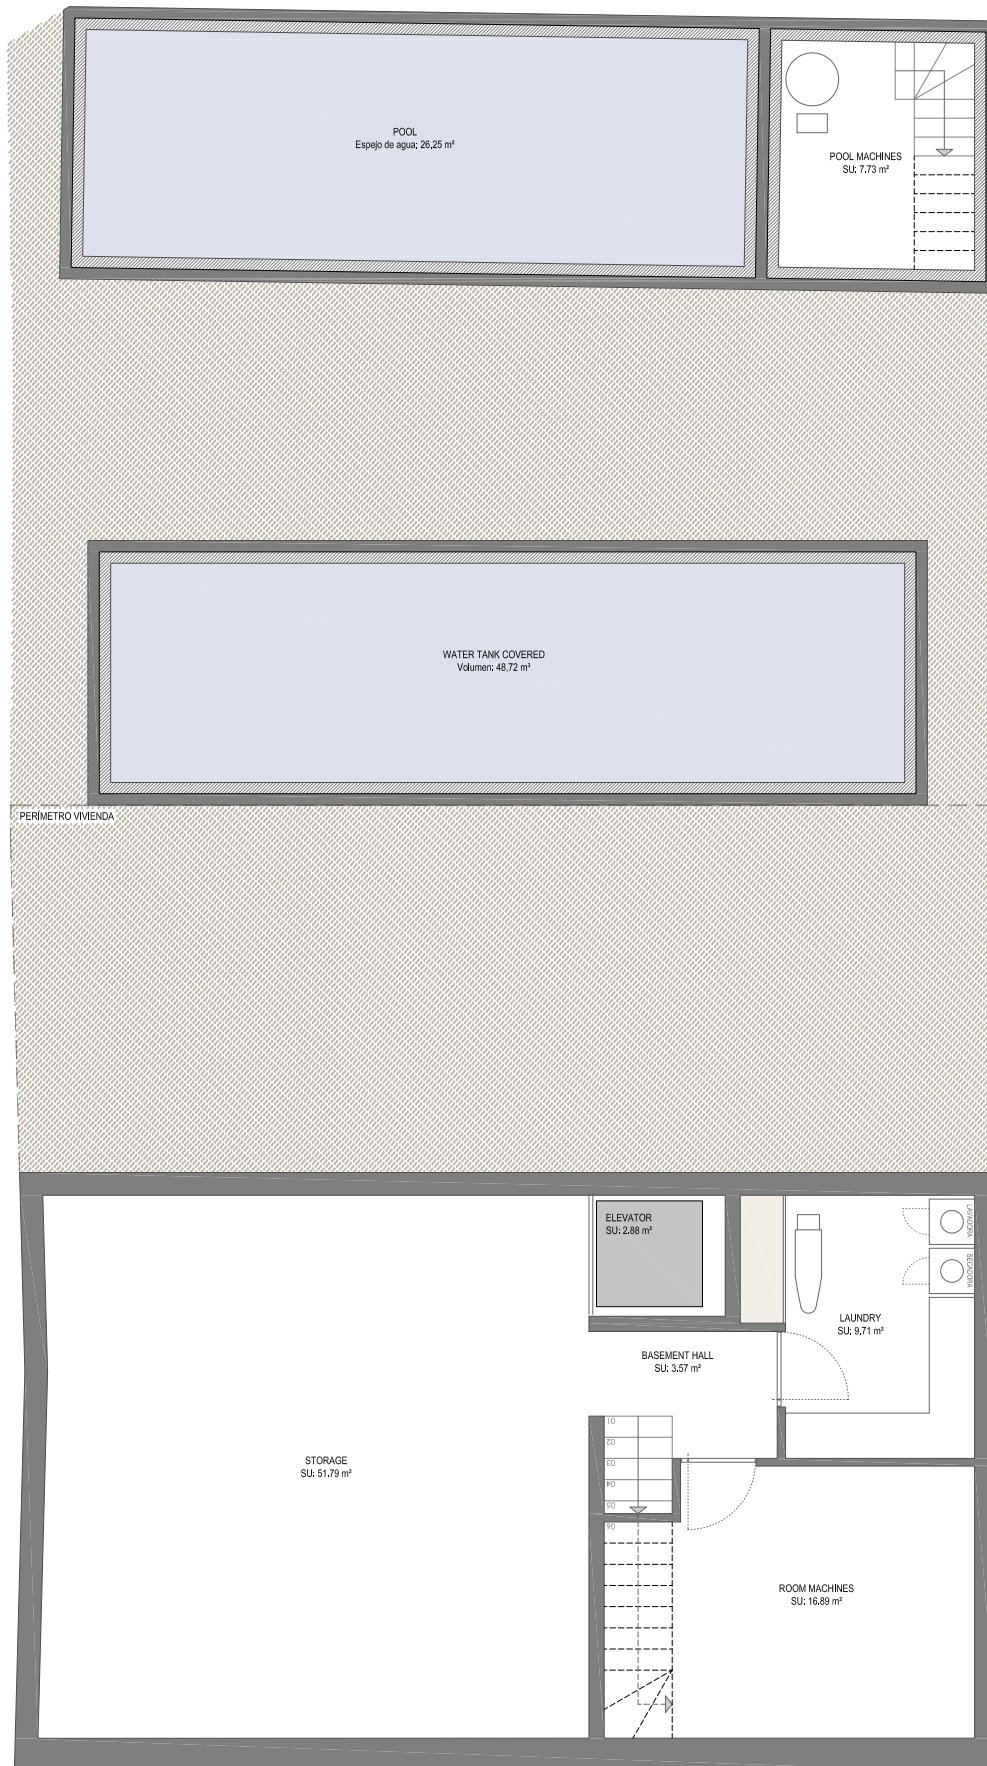 POOL
Espejo de agua: 26,25 m²
POOL MACHINES
SU: 7.73 m²
WATER TANK COVERED
Volumen: 48,72 m³
PERÍMETRO VIVIENDA
ELEVATOR
SU: 2.88 m²
LAVADORA
SECADORA
LAUNDRY
SU: 9.71 m²
BASEMENT HALL
SU: 3.57 m²
01
02
03
04
05
06
STORAGE
SU: 51.79 m²
ROOM MACHINES
SU: 16.89 m²